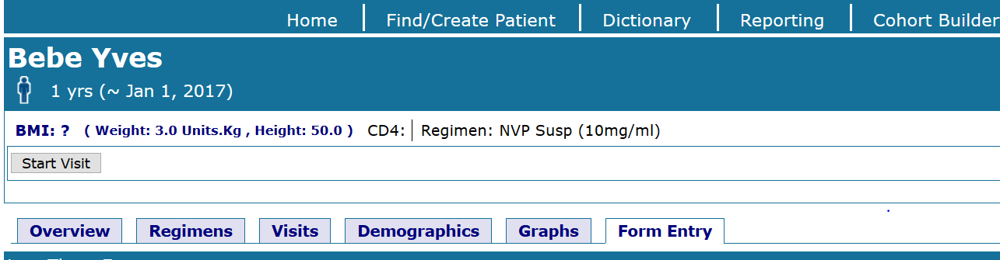 Home Find/Create Patient Dictionary Reporting Cohort Builder
Bebe Yves
1 yrs (~ Jan 1, 2017)
BMI: ? ( Weight: 3.0 Units.Kg , Height: 50.0 ) CD4: Regimen: NVP Susp (10mg/ml)
Start Visit
Overview Regimens Visits Demographics Graphs Form Entry